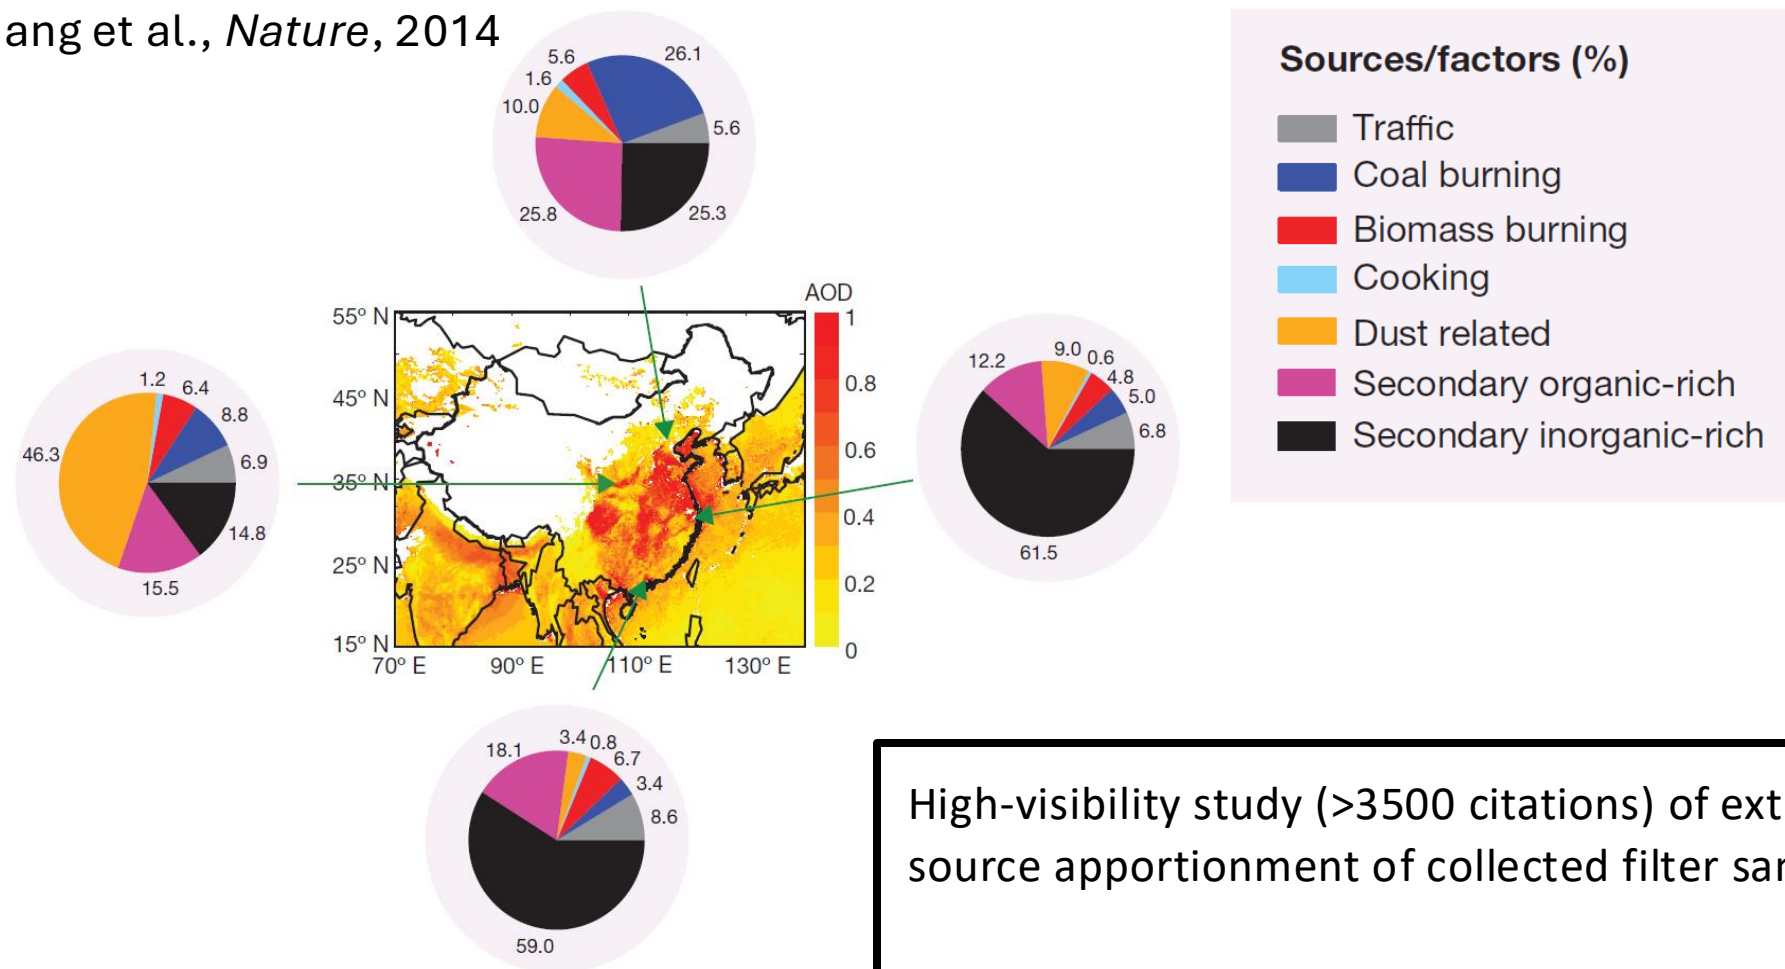 ang et al., Nature, 2014
5.6
26.1
1.6
10.0
5.6
25.8
25.3
Sources/factors (%)
Traffic
Coal burning
Biomass burning
Cooking
Dust related
Secondary organic-rich
Secondary inorganic-rich
AOD
55° N
45° N
35° N
25° N
15° N
70° E
90° E
110° E
130° E
1
0.8
0.6
0.4
0.2
0
1.2
6.4
8.8
6.9
46.3
14.8
15.5
12.2
9.0
0.6
4.8
5.0
6.8
61.5
18.1
3.4
0.8
6.7
3.4
8.6
59.0
High-visibility study (>3500 citations) of ext
source apportionment of collected filter sa